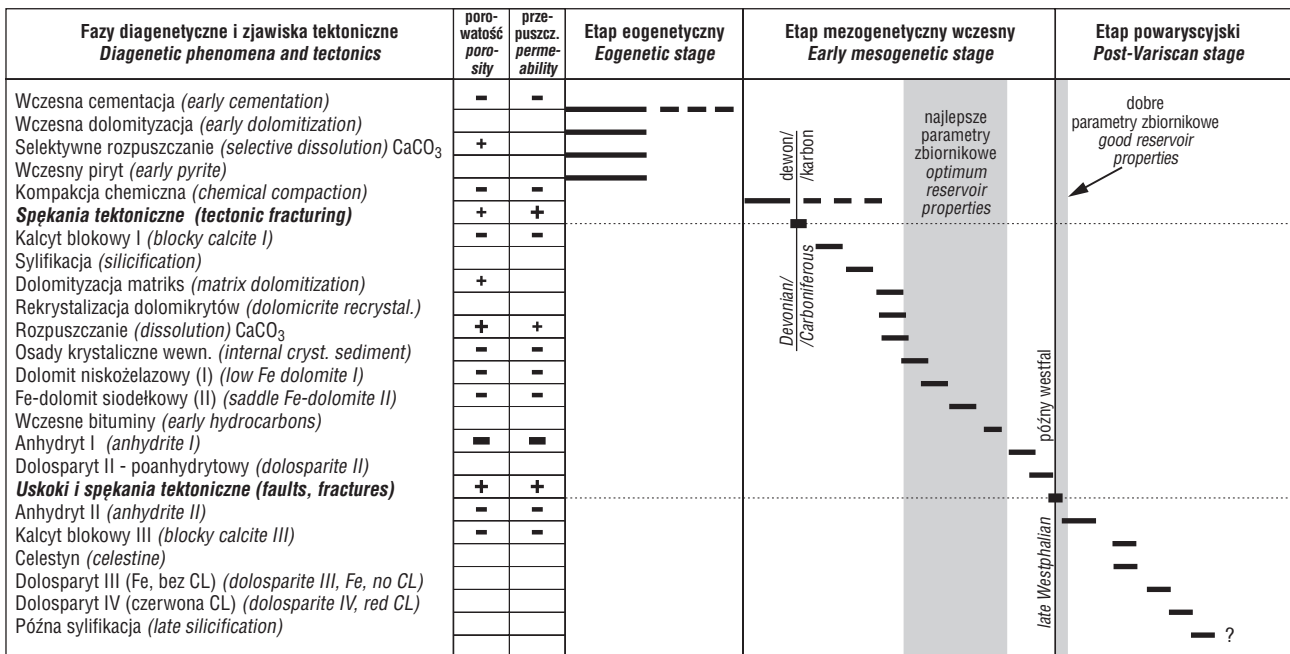 Fazy diagenetyczne i zjawiska tektoniczne
Diagenetic phenomena and tectonics
poro-
watość
poro-
sity
prze-
puszcz.
perme-
ability
Etap eogenetyczny
Eogenetic stage
Etap mezogenetyczny wczesny
Early mesogenetic stage
Etap powaryscyjski
Post-Variscan stage
Wczesna cementacja (early cementation) - -
Wczesna dolomityzacja (early dolomitization)
Selektywne rozpuszczanie (selective dissolution) CaCO3 +
Wczesny piryt (early pyrite)
Kompakcja chemiczna (chemical compaction) - -
Spękania tektoniczne (tectonic fracturing) + +
Kalcyt blokowy I (blocky calcite I) - -
Sylifikacja (silicification)
Dolomityzacja matriks (matrix dolomitization) +
Rekrystalizacja dolomikrytów (dolomicrite recrystal.)
Rozpuszczanie (dissolution) CaCO3 + +
Osady krystaliczne wewn. (internal cryst. sediment) - -
Dolomit niskożelazowy (I) (low Fe dolomite I) - -
Fe-dolomit siodełkowy (II) (saddle Fe-dolomite II) - -
Wczesne bituminy (early hydrocarbons)
Anhydryt I (anhydrite I) - -
Dolosparyt II - poanhydrytowy (dolosparite II)
Uskoki i spękania tektoniczne (faults, fractures) + +
Anhydryt II (anhydrite II) - -
Kalcyt blokowy III (blocky calcite III) - -
Celestyn (celestine)
Dolosparyt III (Fe, bez CL) (dolosparite III, Fe, no CL)
Dolosparyt IV (czerwona CL) (dolosparite IV, red CL)
Późna sylifikacja (late silicification)
dewon/
/karbon
Devonian/
/Carboniferous
najlepsze
parametry
zbiornikowe
optimum
reservoir
properties
późny westfal
late Westphalian
dobre
parametry zbiornikowe
good reservoir
properties
?